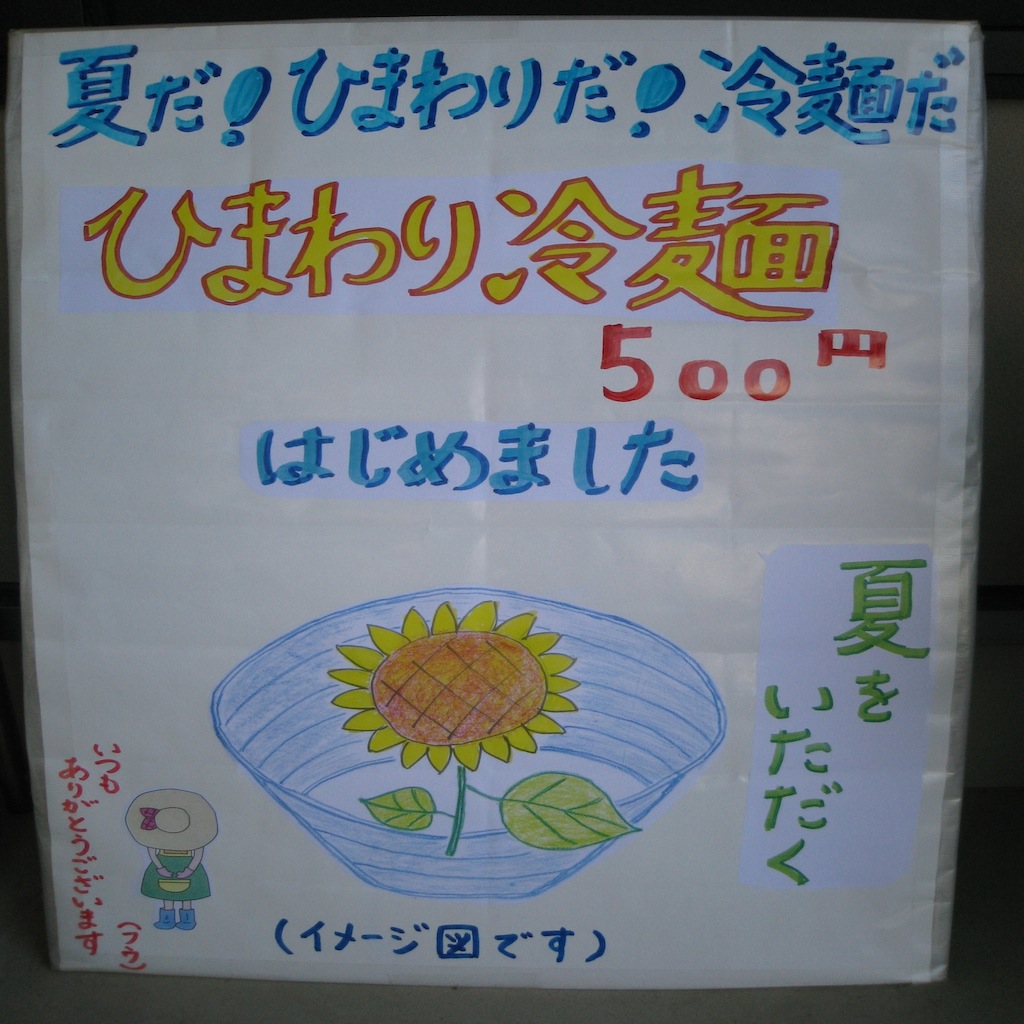 夏だ!ひまわりだ!冷麺だ
ひまわり冷麺
500円
はじめました
夏を
いただく
いつも
ありがとうございます
(イメージ図です)